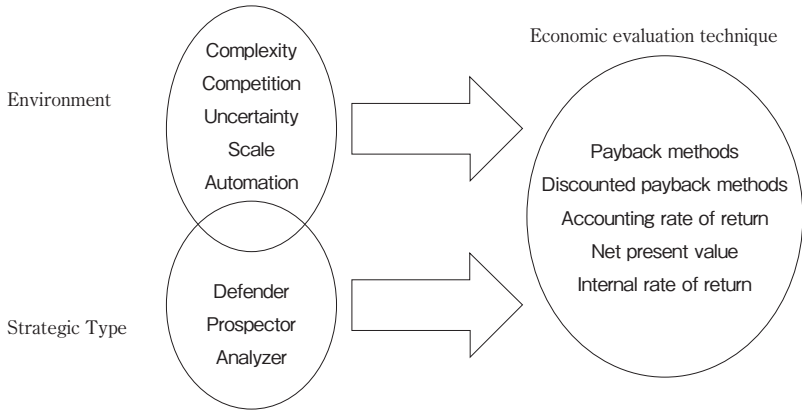 Economic evaluation technique
Environment
Complexity
Competition
Uncertainty
Scale
Automation
Payback methods
Discounted payback methods
Accounting rate of return
Net present value
Internal rate of return
Strategic Type
Defender
Prospector
Analyzer